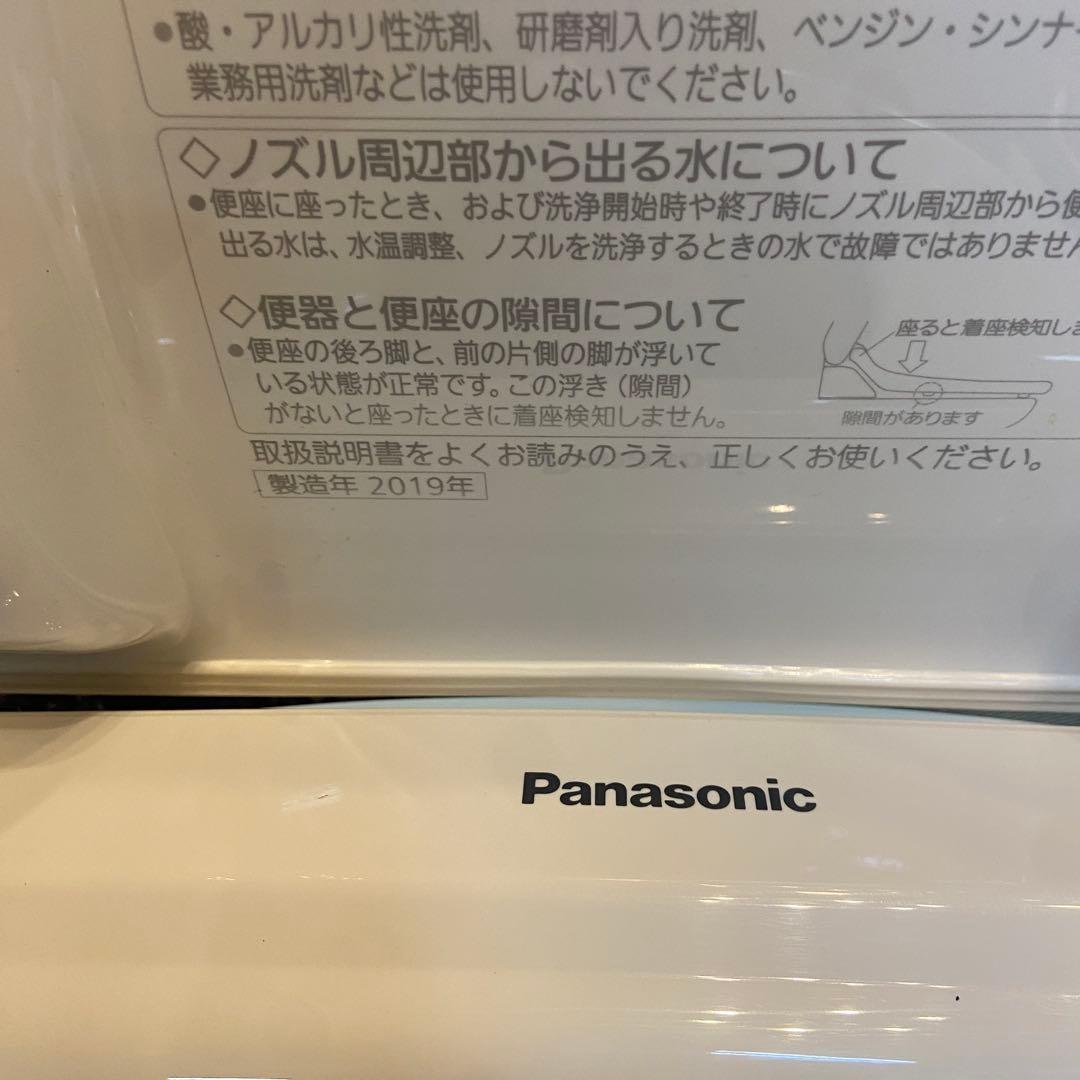 ●酸・アルカリ性洗剤、研磨剤入り洗剤、ベンジン・シンナー
業務用洗剤などは使用しないでください。
◇ノズル周辺部から出る水について
●便座に座ったとき、および洗浄開始時や終了時にノズル周辺部から便
出る水は、水温調整、ノズルを洗浄するときの水で故障ではありません
◇便器と便座の隙間について
●便座の後ろ脚と、前の片側の脚が浮いて
いる状態が正常です。この浮き（隙間）
がないと座ったときに着座検知しません。
座ると着座検知しま
隙間があります
取扱説明書をよくお読みのうえ、正しくお使いください。
製造年 2019年
Panasonic